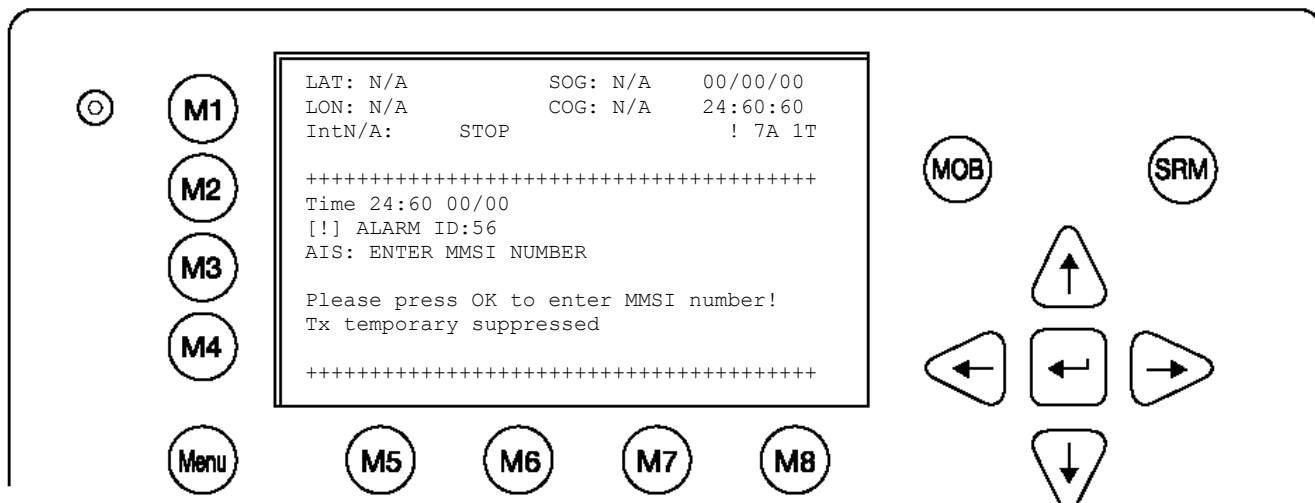 LAT: N/A SOG: N/A 00/00/00
M1 LON: N/A COG: N/A 24:60:60
IntN/A: STOP ! 7A 1T
MOB SRM
M2 ++++++++++++++++++++++++++++++++++++++++
Time 24:60 00/00
[!] ALARM ID:56
M3 AIS: ENTER MMSI NUMBER
Please press OK to enter MMSI number!
M4 Tx temporary suppressed
++++++++++++++++++++++++++++++++++++++++
Menu M5 M6 M7 M8